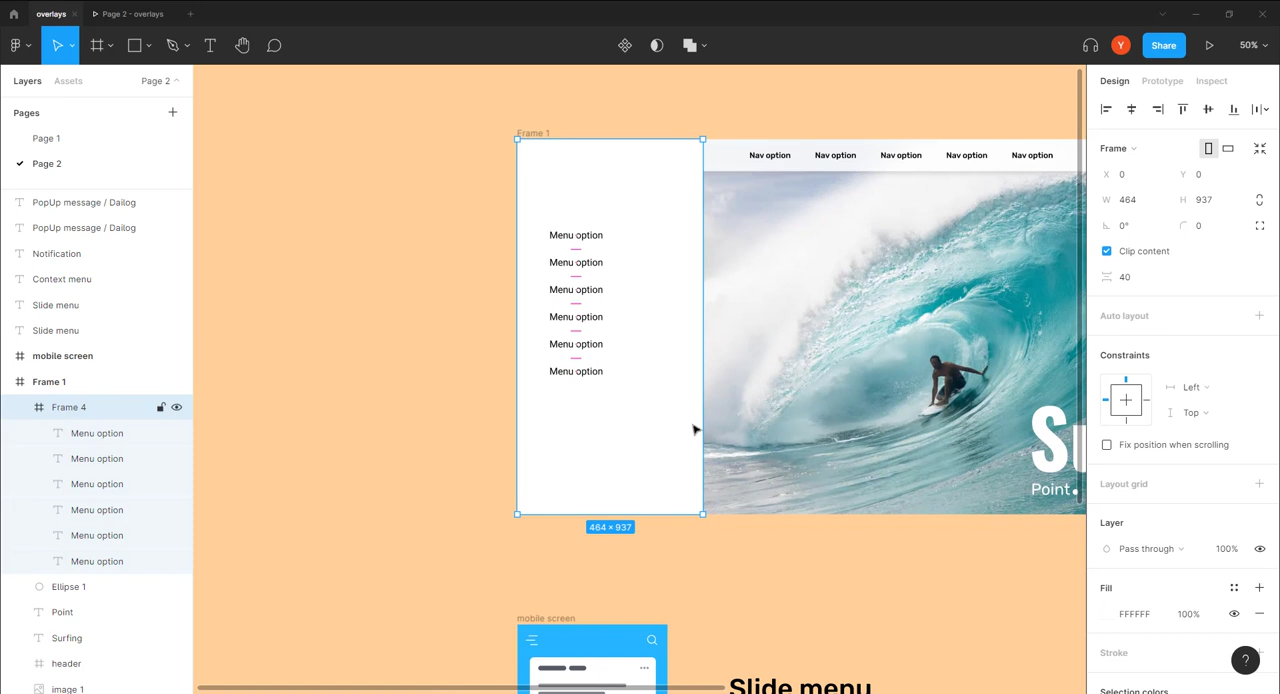 overlays
Page 2 - overlays
Y
Share
50%
Layers
Assets
Page 2
Pages
Page 1
Page 2
PopUp message / Dailog
PopUp message / Dailog
Notification
Context menu
Slide menu
Slide menu
mobile screen
Frame 1
Frame 4
Menu option
Menu option
Menu option
Menu option
Menu option
Menu option
Ellipse 1
Point
Surfing
header
image 1
Frame 1
Nav option
Nav option
Nav option
Nav option
Nav option
Menu option
Menu option
Menu option
Menu option
Menu option
Menu option
Point.
464 × 937
mobile screen
Slide menu
Design
Prototype
Inspect
Frame
X 0
Y 0
W 464
H 937
0°
0
Clip content
40
Auto layout
Constraints
Left
Top
Fix position when scrolling
Layout grid
Layer
Pass through
100%
Fill
FFFFFF
100%
Stroke
?
Selection colors